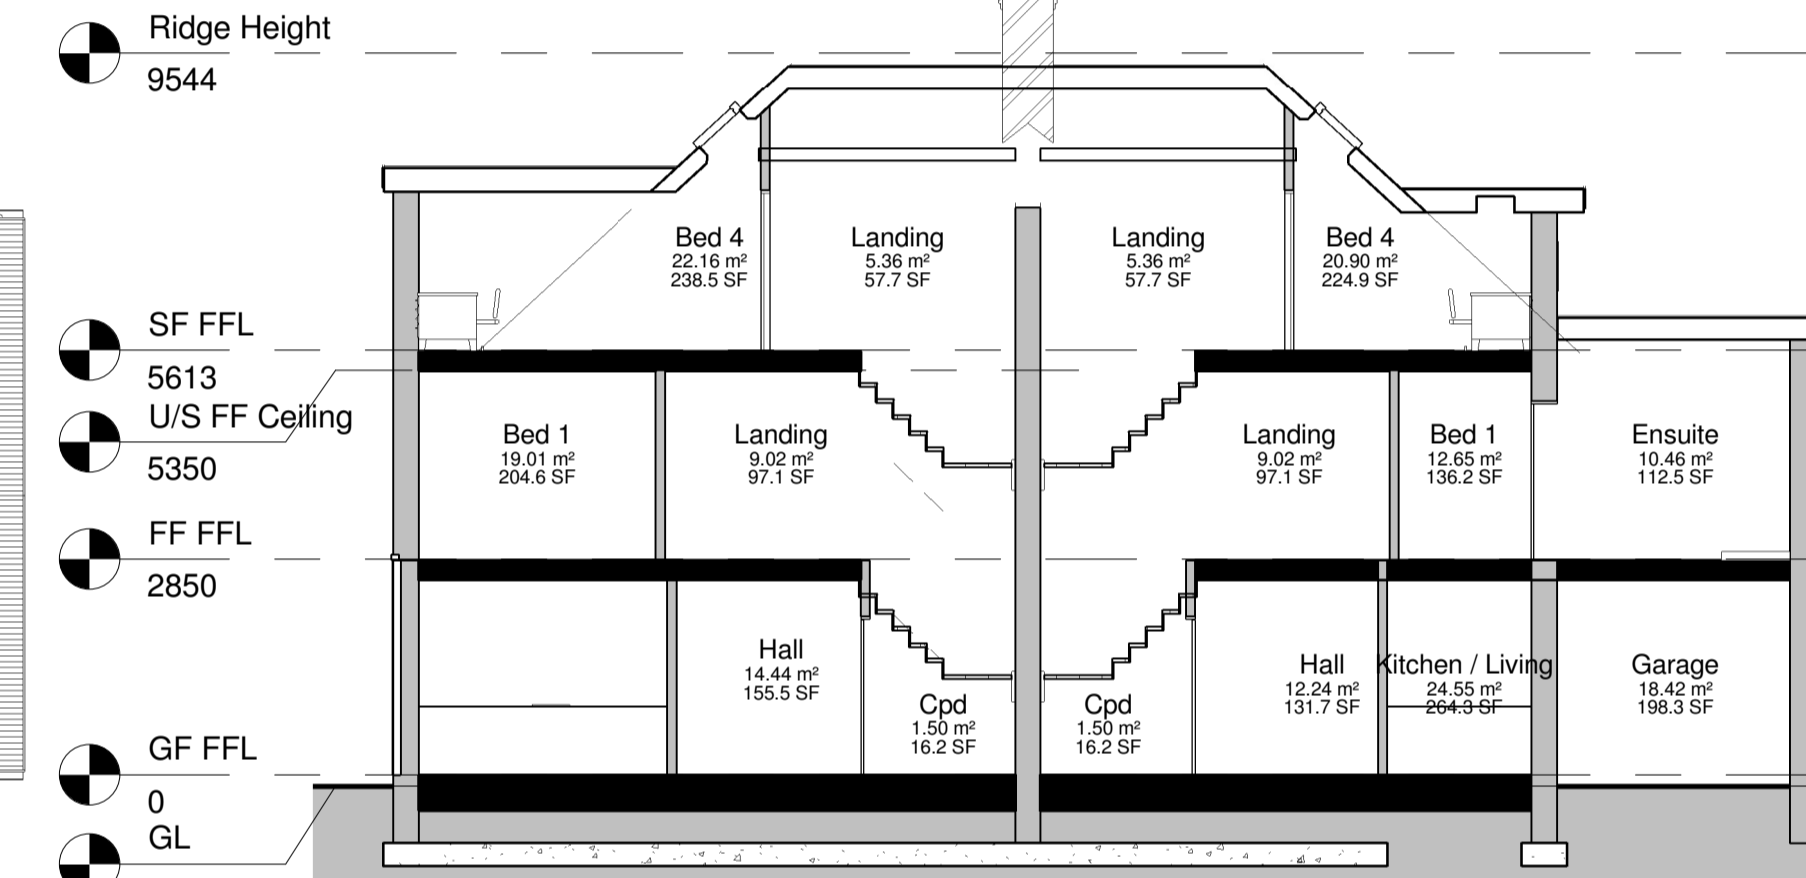 Ridge Height
9544
Bed 4
22.16 m²
238.5 SF
Landing
5.36 m²
57.7 SF
Landing
5.36 m²
57.7 SF
Bed 4
20.90 m²
224.9 SF
SF FFL
5613
U/S FF Ceiling
5350
Bed 1
19.01 m²
204.6 SF
Landing
9.02 m²
97.1 SF
Landing
9.02 m²
97.1 SF
Bed 1
12.65 m²
136.2 SF
Ensuite
10.46 m²
112.5 SF
FF FFL
2850
Hall
14.44 m²
155.5 SF
Cpd
1.50 m²
16.2 SF
Cpd
1.50 m²
16.2 SF
Hall
12.24 m²
131.7 SF
Kitchen / Living
24.55 m²
264.3 SF
Garage
18.42 m²
198.3 SF
GF FFL
0
GL